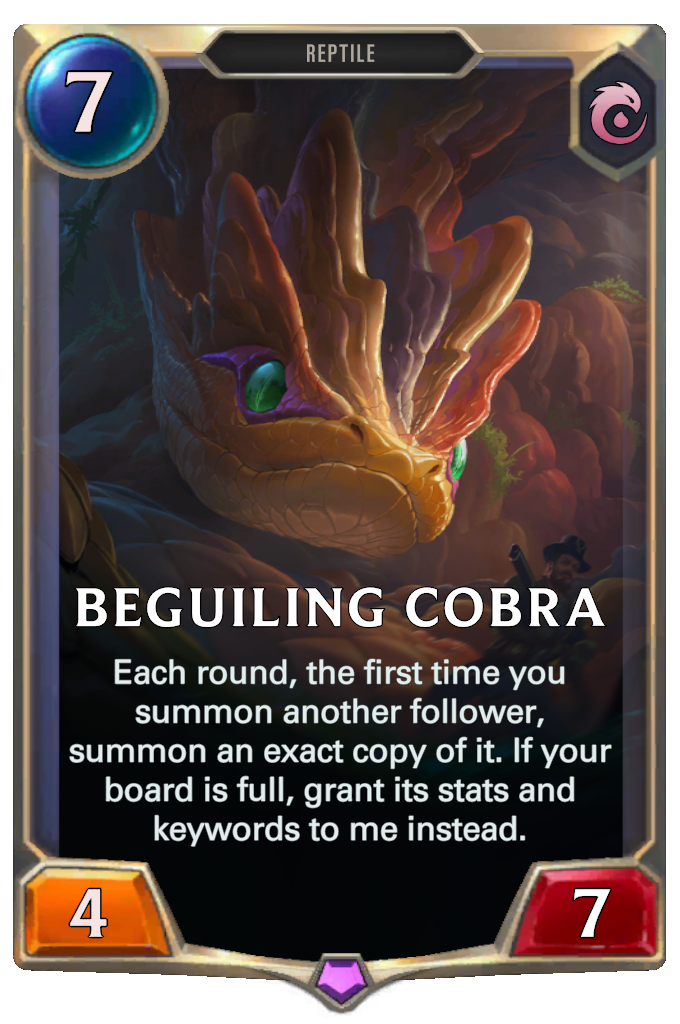 REPTILE
7
BEGUILING COBRA
Each round, the first time you
summon another follower,
summon an exact copy of it. If your
board is full, grant its stats and
keywords to me instead.
4
7